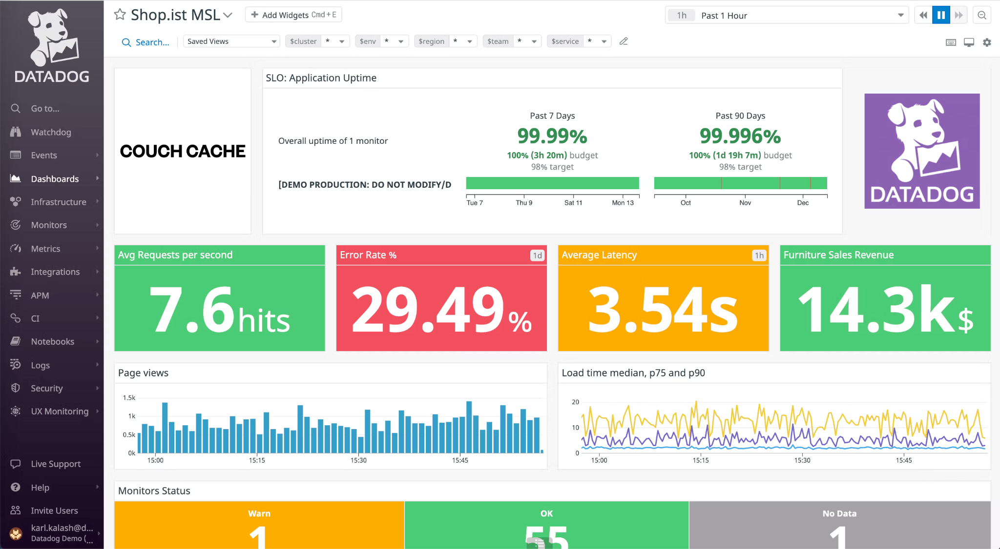 DATADOG
Go to...
Watchdog
Events
Dashboards
Infrastructure
Monitors
Metrics
Integrations
APM
CI
Notebooks
Logs
Security
UX Monitoring
Live Support
Help
Invite Users
karl.kalash@d...
Datadog Demo (...
Shop.ist MSL
Add Widgets Cmd+E
1h Past 1 Hour
Search...
Saved Views
$cluster *
$env *
$region *
$team *
$service *
COUCH CACHE
SLO: Application Uptime
Past 7 Days
Past 90 Days
Overall uptime of 1 monitor
99.99%
99.996%
100% (3h 20m) budget
100% (1d 19h 7m) budget
98% target
98% target
[DEMO PRODUCTION: DO NOT MODIFY/D
Tue 7 Thu 9 Sat 11 Mon 13
Oct Nov Dec
DATADOG
Avg Requests per second
7.6hits
Error Rate % 1d
29.49%
Average Latency 1h
3.54s
Furniture Sales Revenue
14.3k$
Page views
1.5k
1k
0.5k
0k
15:00 15:15 15:30 15:45
Load time median, p75 and p90
20
10
0
15:00 15:15 15:30 15:45
Monitors Status
Warn
1
OK
55
No Data
1